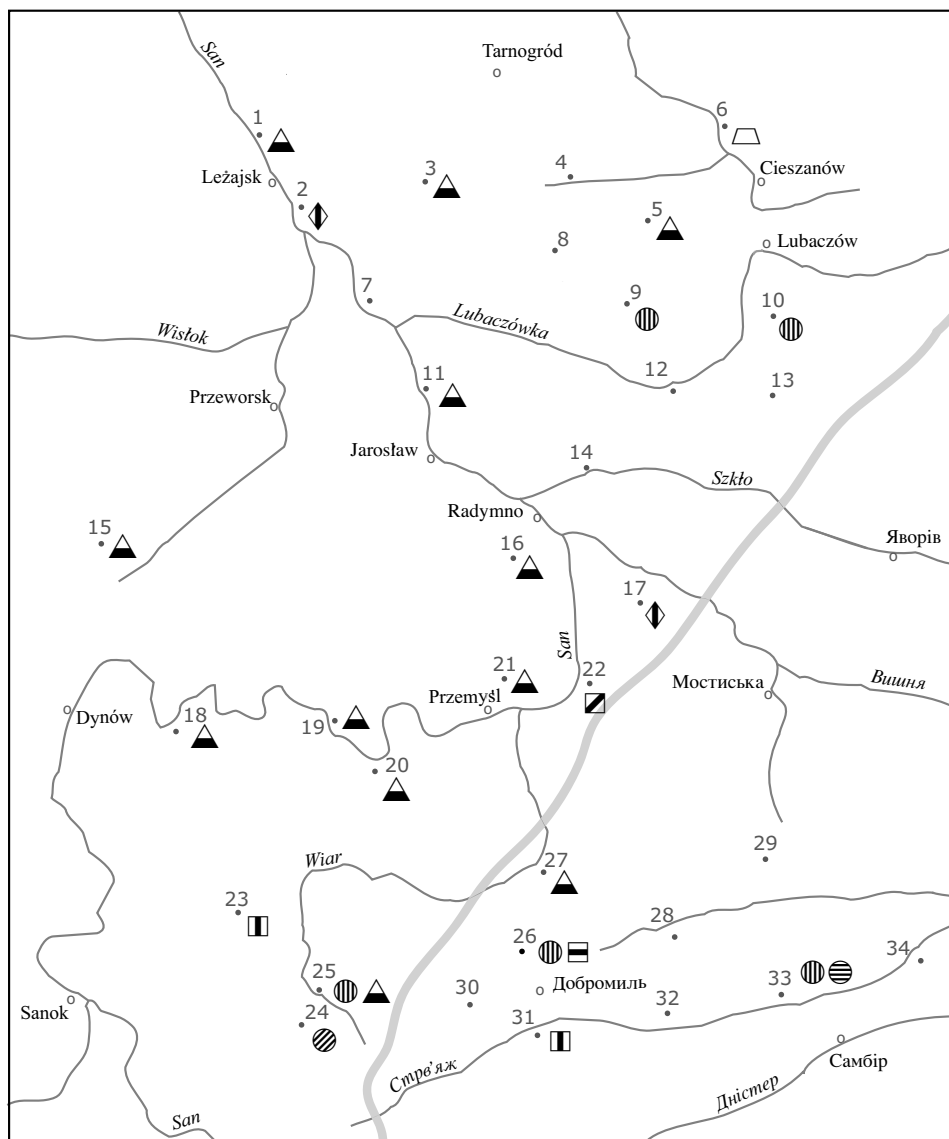 San
Tarnogród
1
6
Leżajsk
3
4
Cieszanów
2
5
8
Lubaczów
7
9
10
Wisłok
Lubaczówka
11
12
13
Przeworsk
Jarosław
14
Szkło
Radymno
15
16
Яворів
17
San
21
22
Przemyśl
Мостиська
Вишня
Dynów
18
19
20
29
Wiar
27
23
28
26
34
25
33
Добромиль
Sanok
30
32
24
31
Стрв'яж
Самбір
Дністер
San